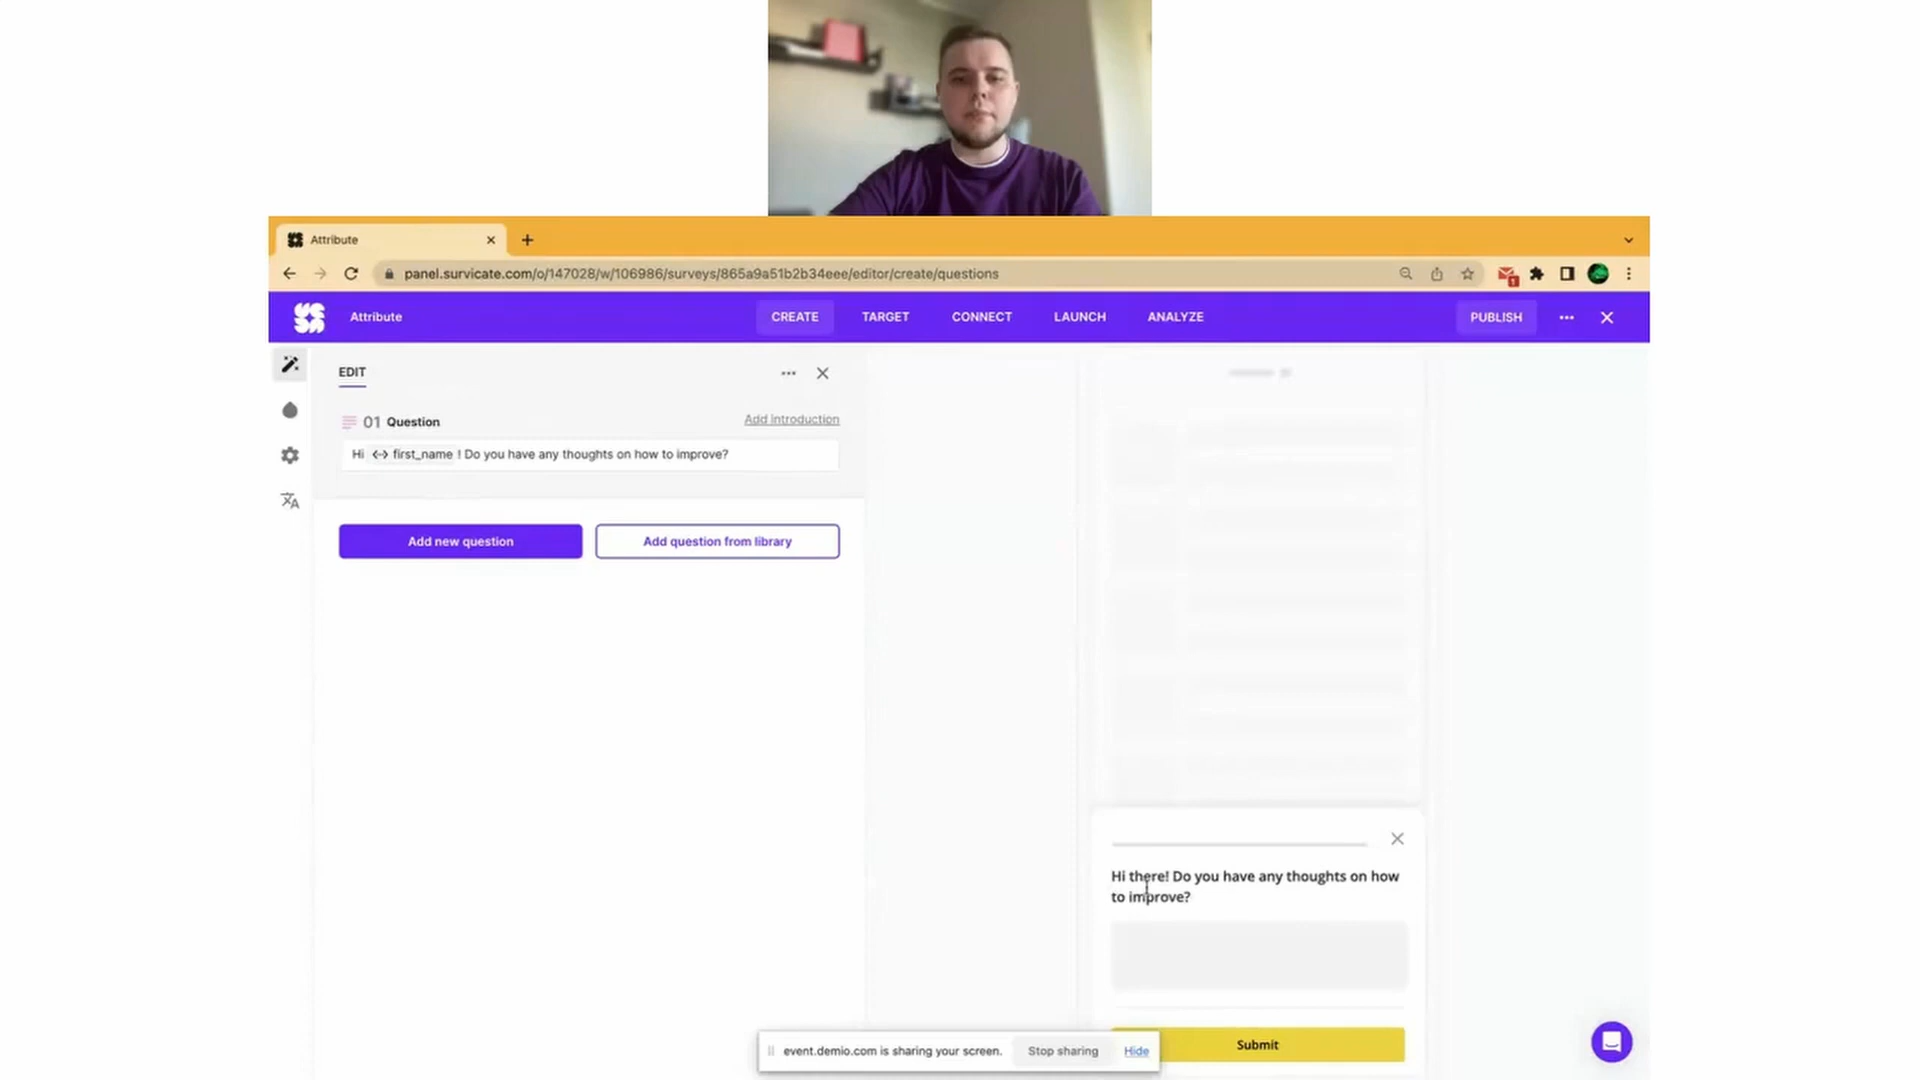 Attribute
panel.survicate.com/o/147028/w/106986/surveys/865a9a51b2b34eee/editor/create/questions
1
Attribute
CREATE
TARGET
CONNECT
LAUNCH
ANALYZE
PUBLISH
EDIT
01 Question
Add introduction
Hi first_name ! Do you have any thoughts on how to improve?
Add new question
Add question from library
Hi there! Do you have any thoughts on how
to improve?
Submit
event.demio.com is sharing your screen.
Stop sharing
Hide